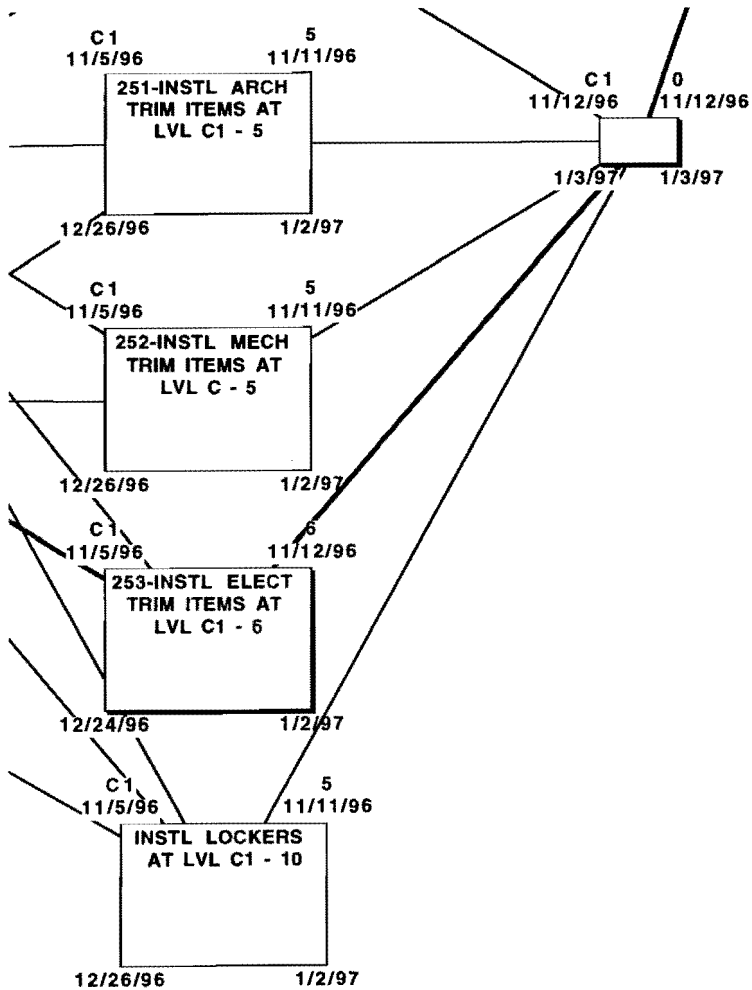 C1 5
11/5/96 11/11/96
251-INSTL ARCH
TRIM ITEMS AT
LVL C1 - 5
12/26/96 1/2/97
C1 0
11/12/96 11/12/96
1/3/97 1/3/97
C1 5
11/5/96 11/11/96
252-INSTL MECH
TRIM ITEMS AT
LVL C - 5
12/26/96 1/2/97
C1 6
11/5/96 11/12/96
253-INSTL ELECT
TRIM ITEMS AT
LVL C1 - 6
12/24/96 1/2/97
C1 5
11/5/96 11/11/96
INSTL LOCKERS
AT LVL C1 - 10
12/26/96 1/2/97